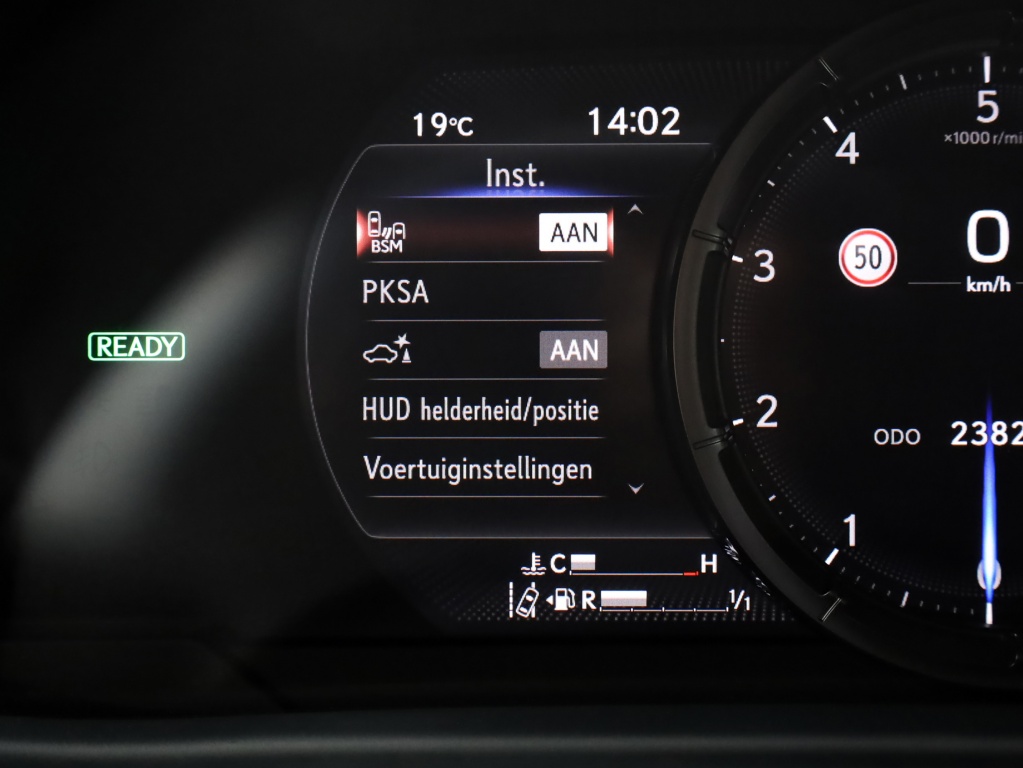 19°C 14:02
Inst.
BSM AAN
PKSA
AAN
HUD helderheid/positie
Voertuiginstellingen
READY
C H
R 1/1
5
×1000 r/mi
4
3
2
1
0
50
0
km/h
ODO 2382